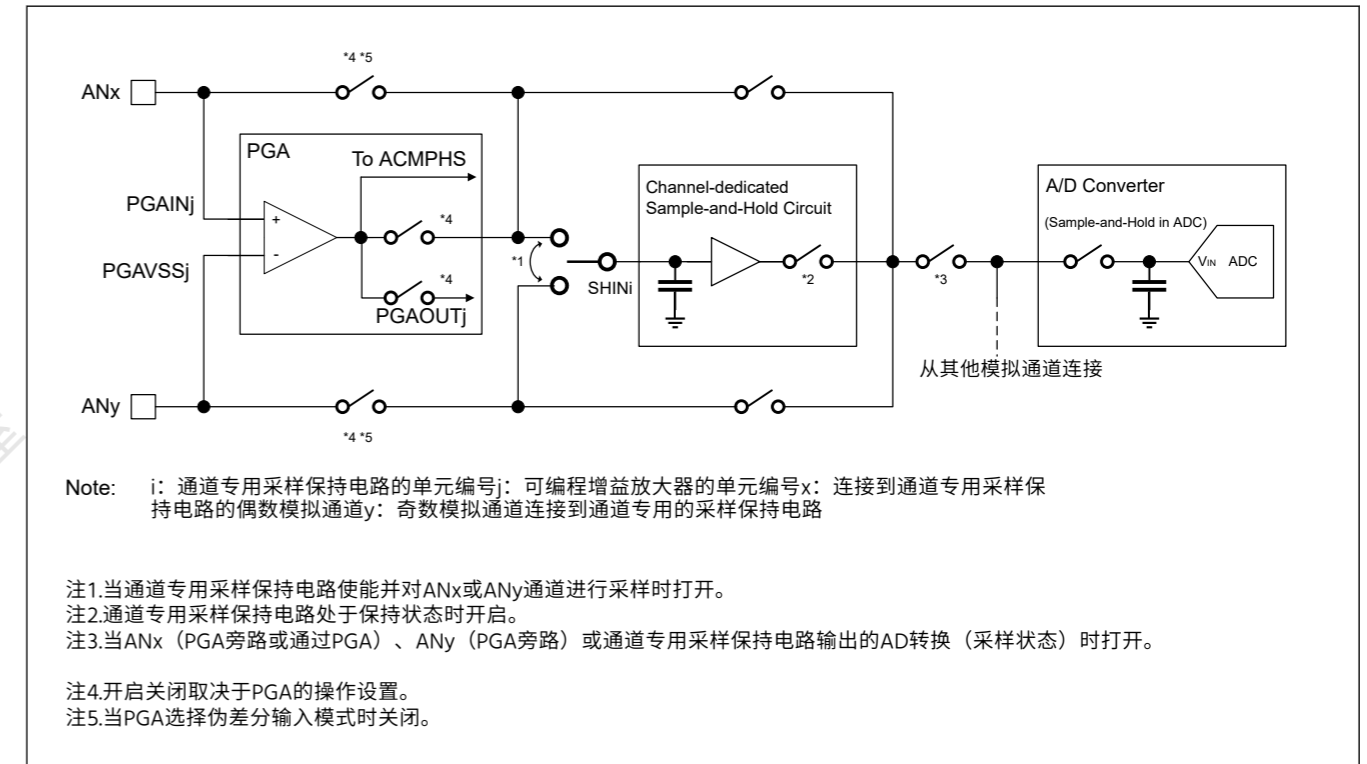 *4 *5
ANx
PGA
To ACMPHS
PGAINj
+
*4
PGAVSSj
-
*4
PGAOUTj
*1
SHINi
Channel-dedicated
Sample-and-Hold Circuit
*2
*3
A/D Converter
(Sample-and-Hold in ADC)
VIN ADC
从其他模拟通道连接
ANy
*4 *5
Note: i：通道专用采样保持电路的单元编号j：可编程增益放大器的单元编号x：连接到通道专用采样保
持电路的偶数模拟通道y：奇数模拟通道连接到通道专用的采样保持电路
注1.当通道专用采样保持电路使能并对ANx或ANy通道进行采样时打开。
注2.通道专用采样保持电路处于保持状态时开启。
注3.当ANx（PGA旁路或通过PGA）、ANy（PGA旁路）或通道专用采样保持电路输出的AD转换（采样状态）时打开。
注4.开启关闭取决于PGA的操作设置。
注5.当PGA选择伪差分输入模式时关闭。